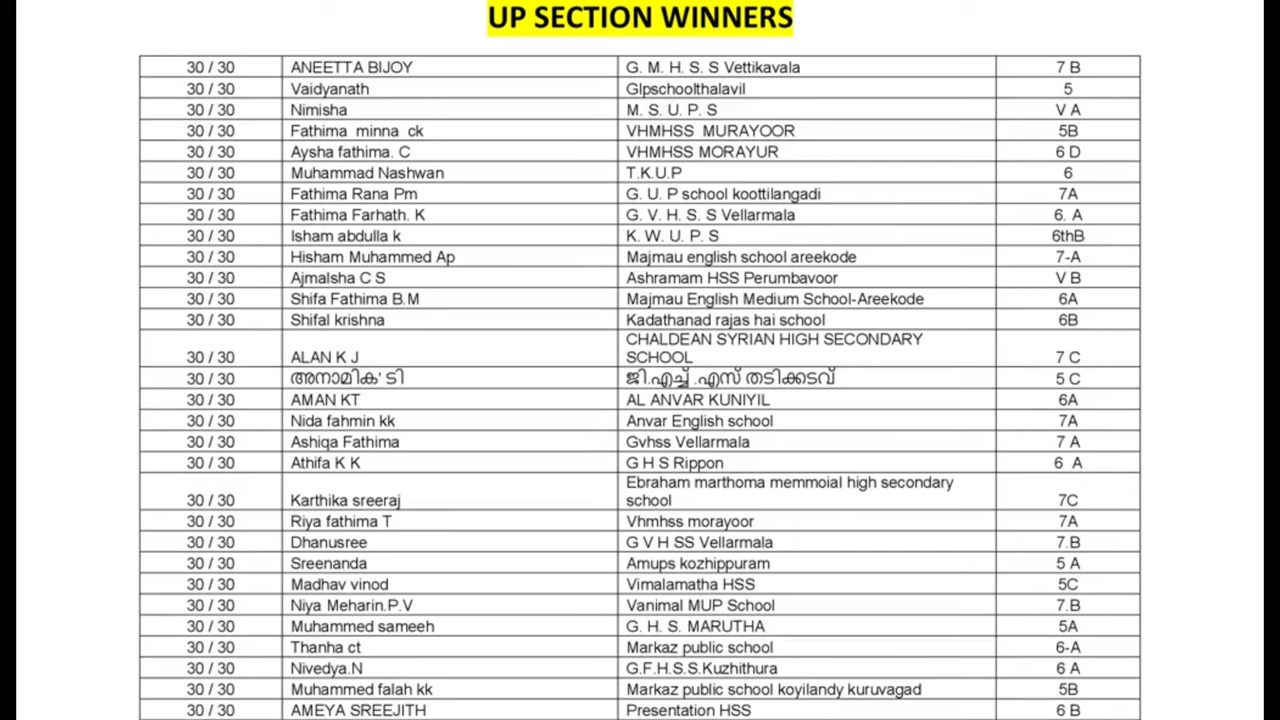 UP SECTION WINNERS
30 / 30 ANEETTA BIJOY G. M. H. S. S Vettikavala 7 B
30 / 30 Vaidyanath Glpschoolthalavil 5
30 / 30 Nimisha M. S. U. P. S V A
30 / 30 Fathima minna ck VHMHSS MURAYOOR 5B
30 / 30 Aysha fathima. C VHMHSS MORAYUR 6 D
30 / 30 Muhammad Nashwan T.K.U.P 6
30 / 30 Fathima Rana Pm G. U. P school koottilangadi 7A
30 / 30 Fathima Farhath. K G. V. H. S. S Vellarmala 6. A
30 / 30 Isham abdulla k K. W. U. P. S 6thB
30 / 30 Hisham Muhammed Ap Majmau english school areekode 7-A
30 / 30 Ajmalsha C S Ashramam HSS Perumbavoor V B
30 / 30 Shifa Fathima B.M Majmau English Medium School-Areekode 6A
30 / 30 Shifal krishna Kadathanad rajas hai school 6B
CHALDEAN SYRIAN HIGH SECONDARY
30 / 30 ALAN K J SCHOOL 7 C
30 / 30 അനാമിക' ടി ജി.എച്ച് .എസ് തടിക്കടവ് 5 C
30 / 30 AMAN KT AL ANVAR KUNIYIL 6A
30 / 30 Nida fahmin kk Anvar English school 7A
30 / 30 Ashiqa Fathima Gvhss Vellarmala 7 A
30 / 30 Athifa K K G H S Rippon 6 A
Ebraham marthoma memmoial high secondary
30 / 30 Karthika sreeraj school 7C
30 / 30 Riya fathima T Vhmhss morayoor 7A
30 / 30 Dhanusree G V H SS Vellarmala 7.B
30 / 30 Sreenanda Amups kozhippuram 5 A
30 / 30 Madhav vinod Vimalamatha HSS 5C
30 / 30 Niya Meharin.P.V Vanimal MUP School 7.B
30 / 30 Muhammed sameeh G. H. S. MARUTHA 5A
30 / 30 Thanha ct Markaz public school 6-A
30 / 30 Nivedya.N G.F.H.S.S.Kuzhithura 6 A
30 / 30 Muhammed falah kk Markaz public school koyilandy kuruvagad 5B
30 / 30 AMEYA SREEJITH Presentation HSS 6 B